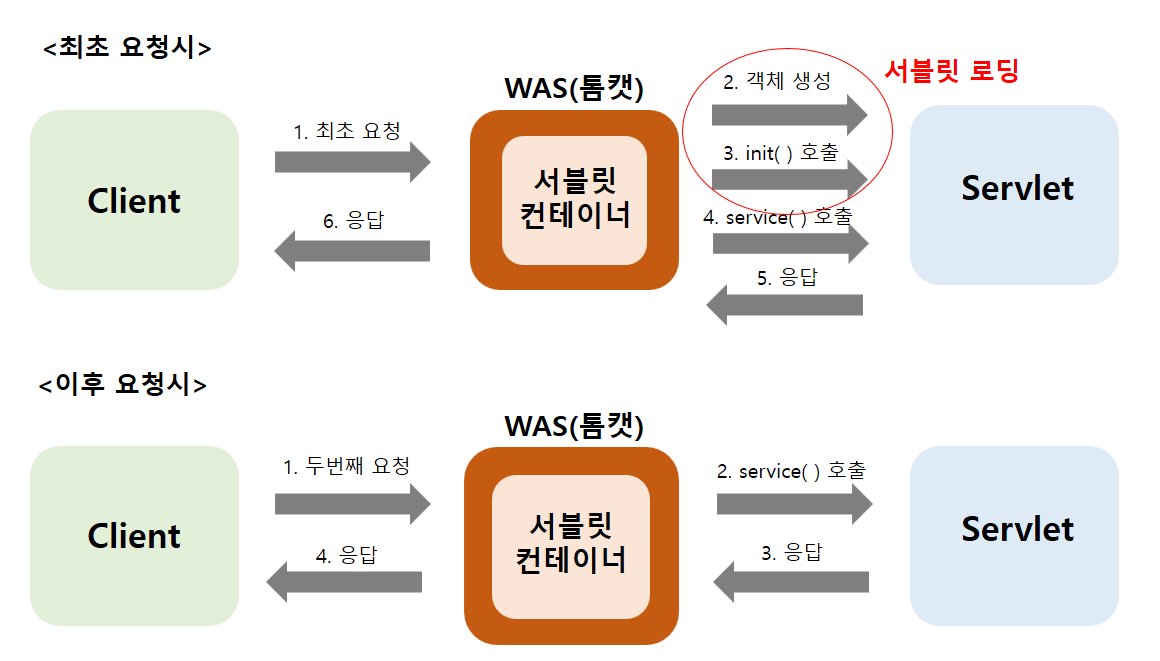 <최초 요청시>
서블릿 로딩
WAS(톰캣)
2. 객체 생성
1. 최초 요청
3. init( ) 호출
Client
서블릿
컨테이너
Servlet
6. 응답
4. service( ) 호출
5. 응답
<이후 요청시>
WAS(톰캣)
1. 두번째 요청
2. service( ) 호출
Client
서블릿
컨테이너
Servlet
4. 응답
3. 응답